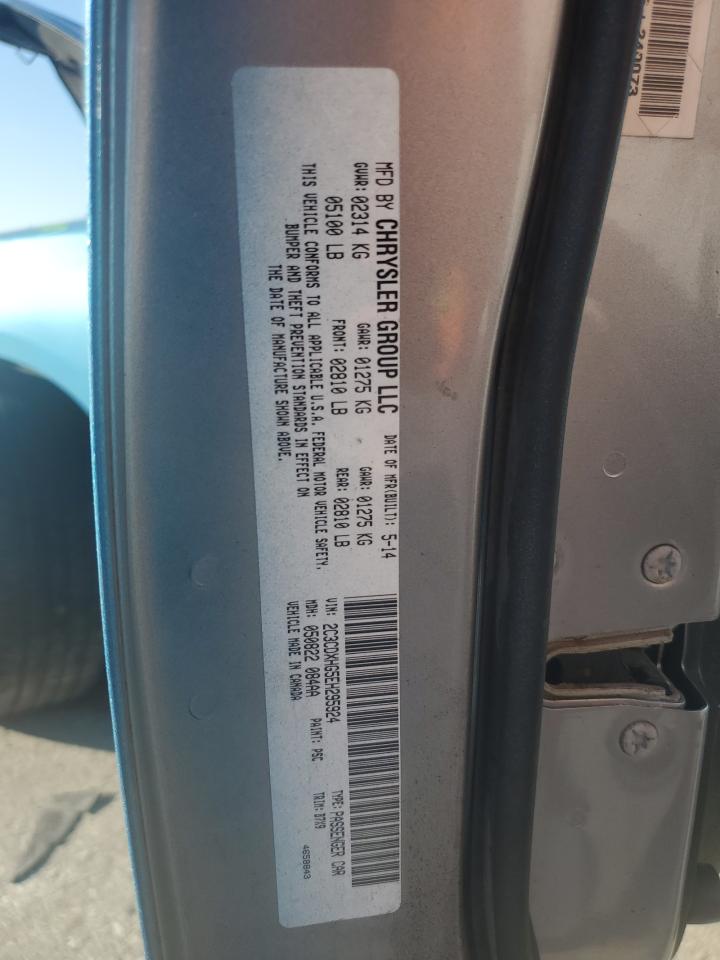 MFD BY CHRYSLER GROUP LLC DATE OF MFR(BUILT): 5-14
GVWR: 02314 KG GAWR: 01275 KG GAWR: 01275 KG
05100 LB FRONT: 02810 LB REAR: 02810 LB
THIS VEHICLE CONFORMS TO ALL APPLICABLE U.S.A. FEDERAL MOTOR VEHICLE SAFETY,
BUMPER AND THEFT PREVENTION STANDARDS IN EFFECT ON
THE DATE OF MANUFACTURE SHOWN ABOVE.
VIN: 2C3CDXHG5EH295924 TYPE: PASSENGER CAR
MDH: 050822 084AA PAINT: PSC TRIM: B7X9
VEHICLE MADE IN CANADA 4658843